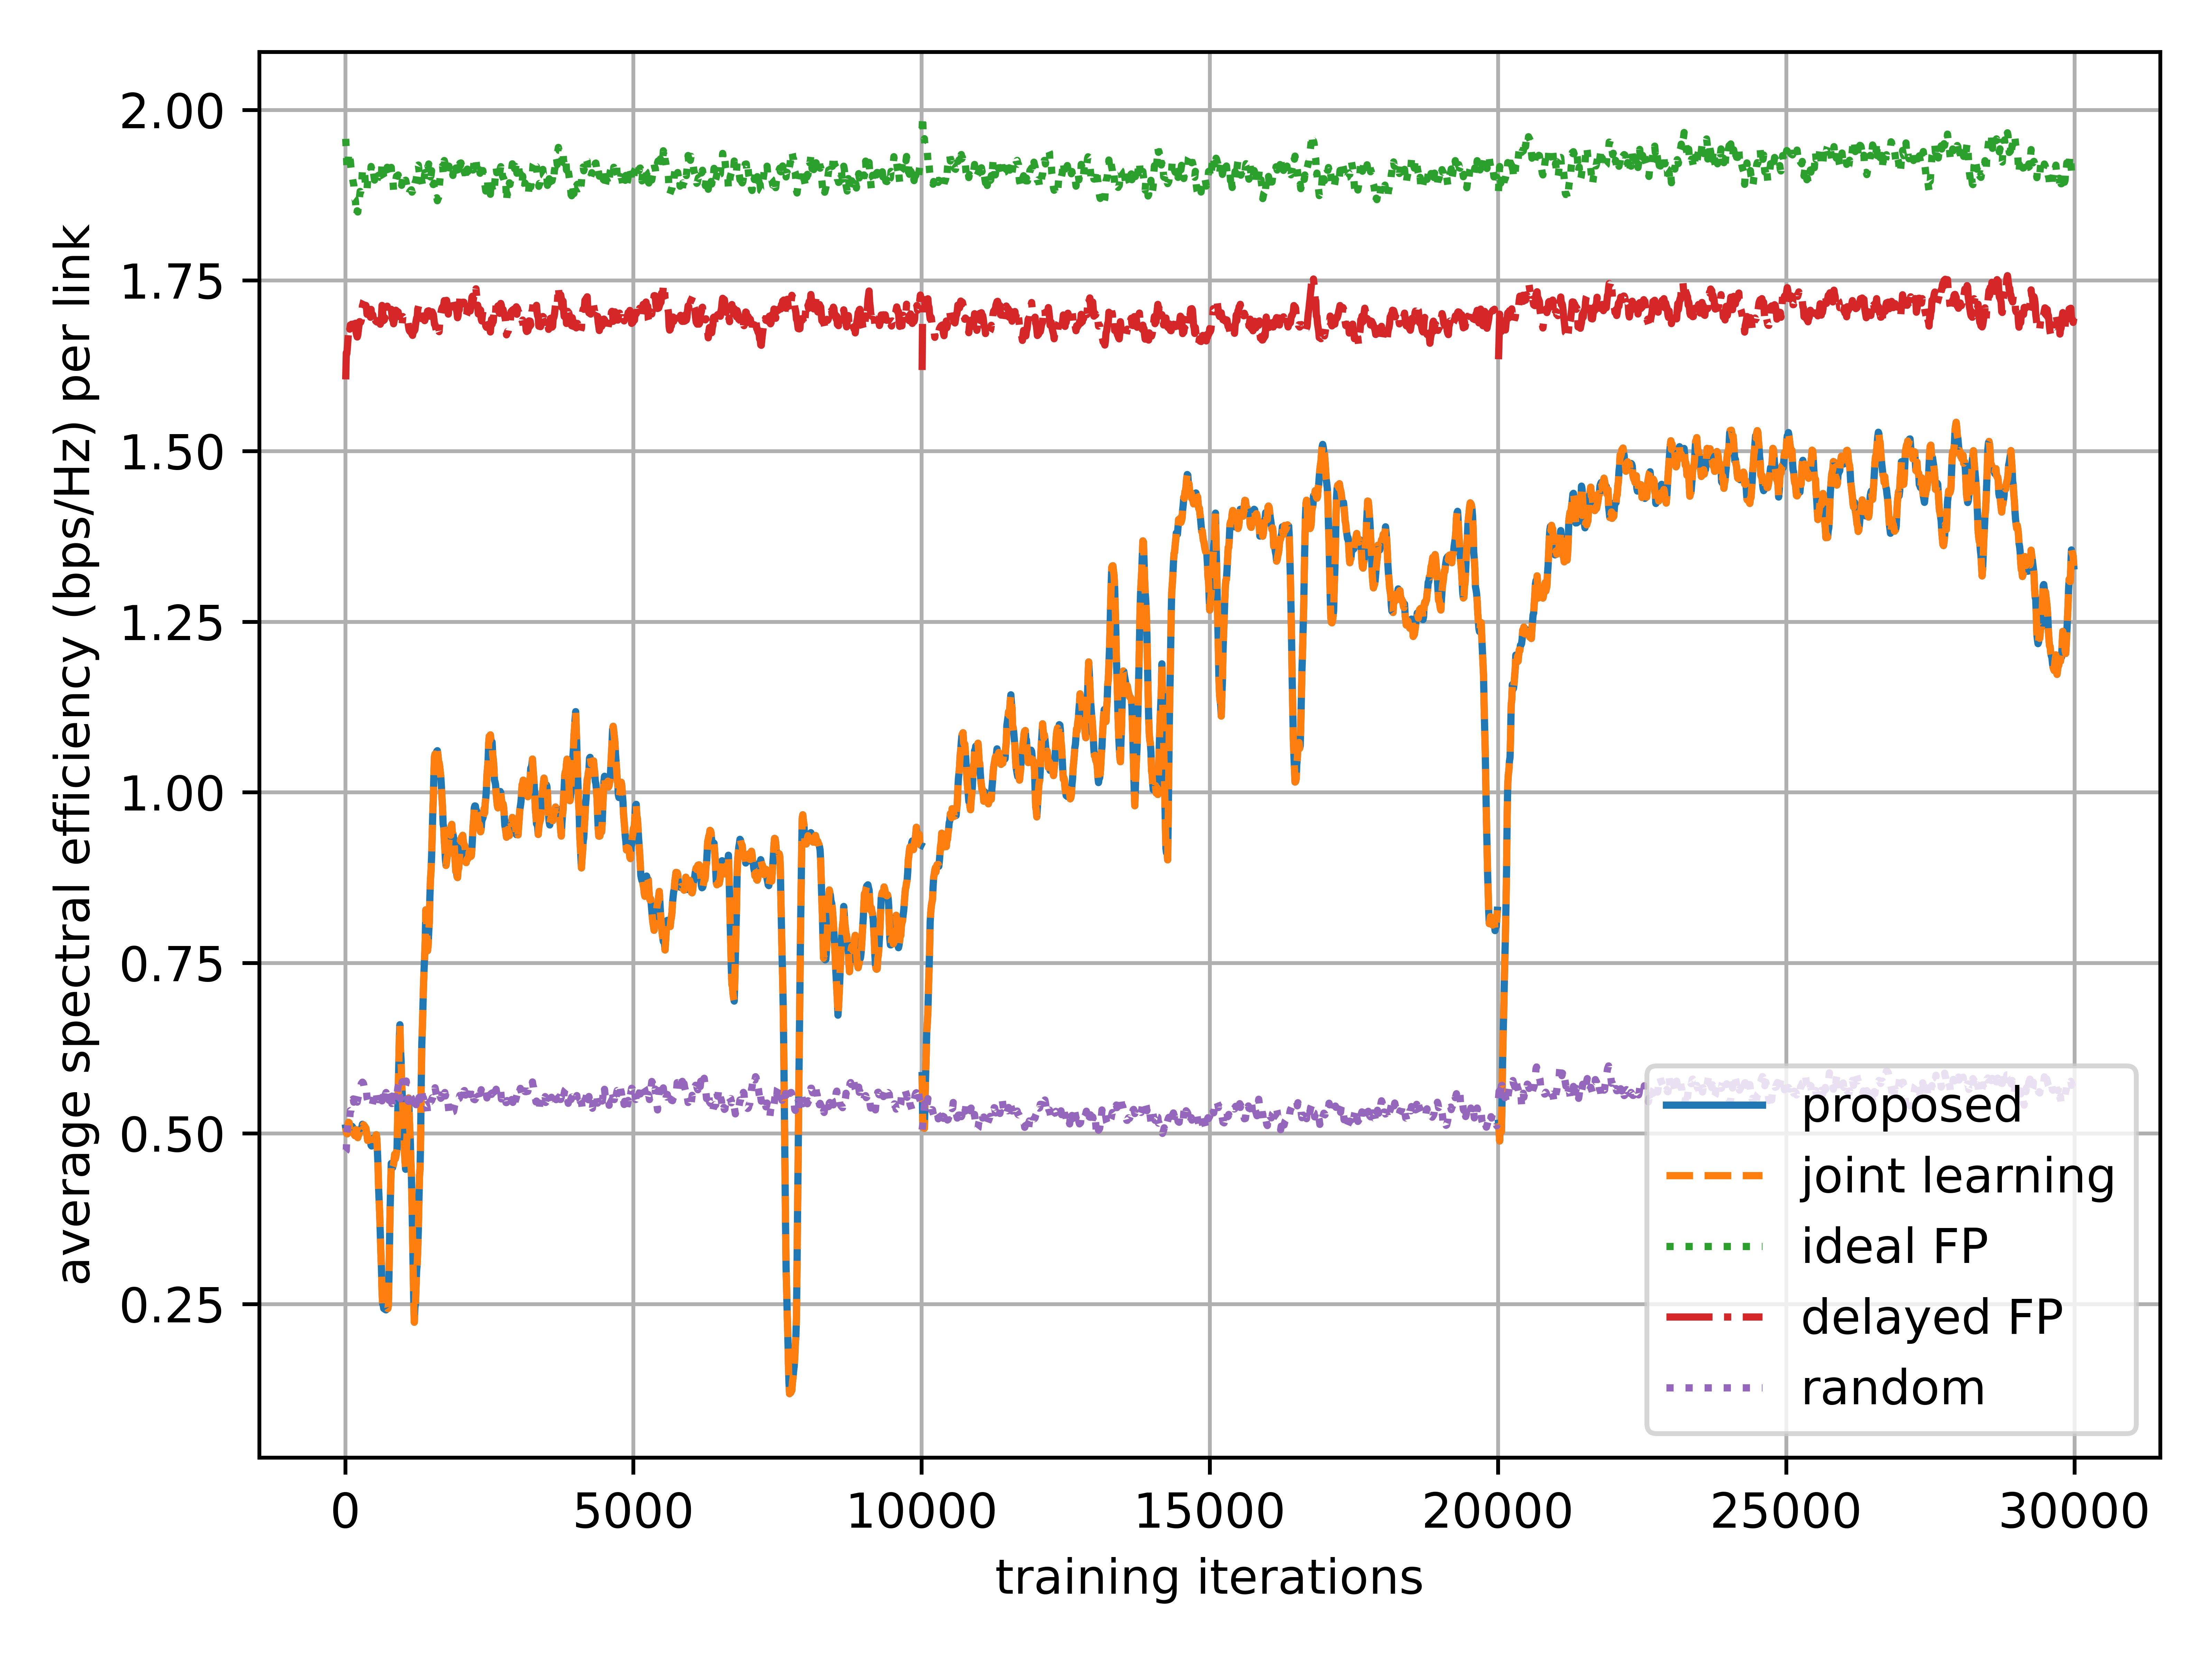 2.00
1.75
1.50
1.25
1.00
0.75
0.50
0.25
average spectral efficiency (bps/Hz) per link
0 5000 10000 15000 20000 25000 30000
training iterations
proposed
joint learning
ideal FP
delayed FP
random